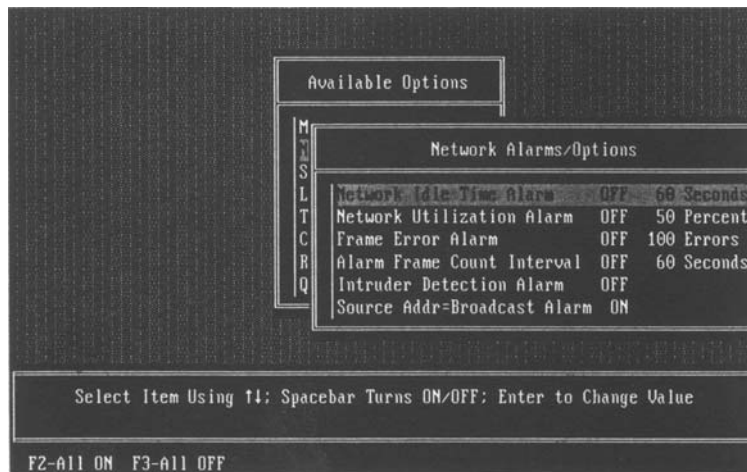 Available Options
M
S
L
T
C
R
Q
Network Alarms/Options
Network Idle Time Alarm OFF 60 Seconds
Network Utilization Alarm OFF 50 Percent
Frame Error Alarm OFF 100 Errors
Alarm Frame Count Interval OFF 60 Seconds
Intruder Detection Alarm OFF
Source Addr=Broadcast Alarm ON
Select Item Using ↑↓; Spacebar Turns ON/OFF; Enter to Change Value
F2-All ON F3-All OFF